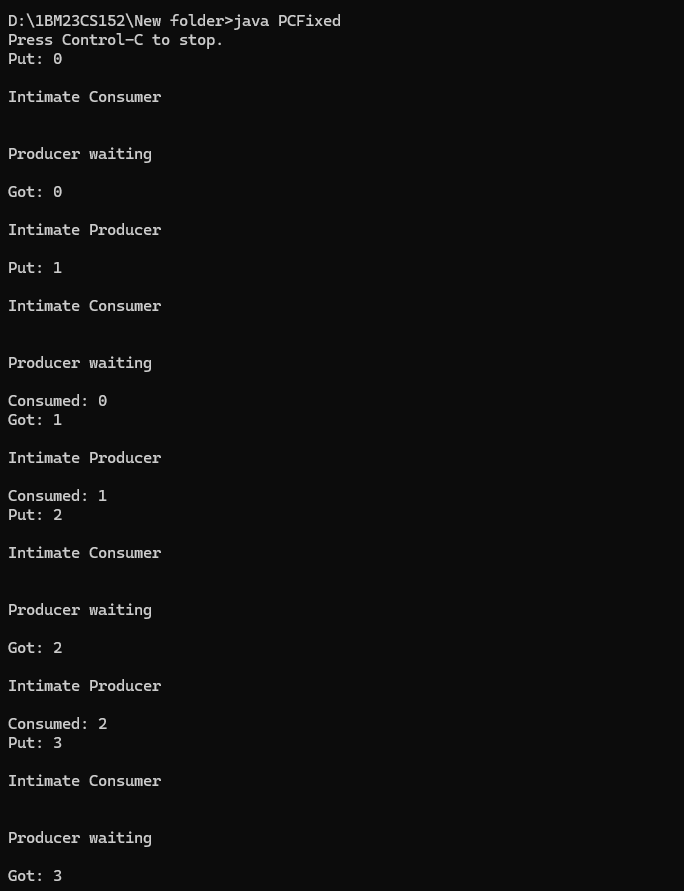 D:\1BM23CS152\New folder>java PCFixed
Press Control-C to stop.
Put: 0
Intimate Consumer
Producer waiting
Got: 0
Intimate Producer
Put: 1
Intimate Consumer
Producer waiting
Consumed: 0
Got: 1
Intimate Producer
Consumed: 1
Put: 2
Intimate Consumer
Producer waiting
Got: 2
Intimate Producer
Consumed: 2
Put: 3
Intimate Consumer
Producer waiting
Got: 3